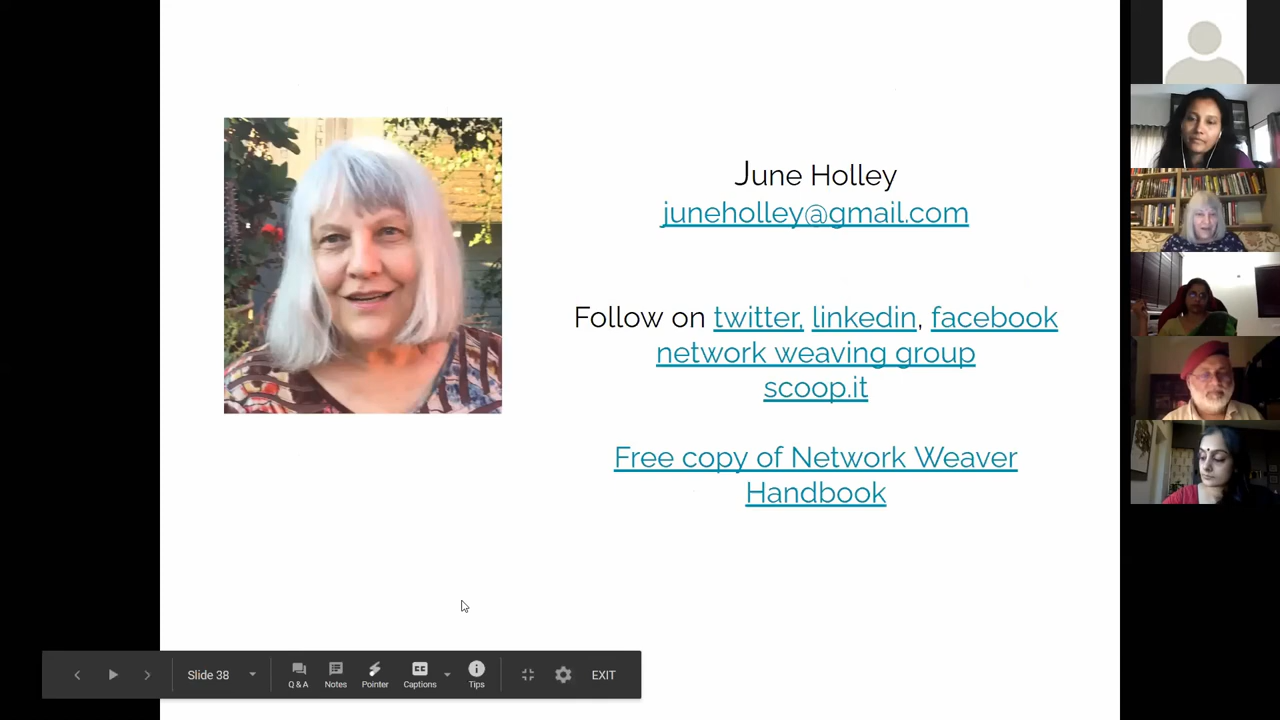 June Holley
juneholley@gmail.com
Follow on twitter, linkedin, facebook
network weaving group
scoop.it
Free copy of Network Weaver
Handbook
Slide 38
Q & A
Notes
Pointer
CC
Captions
Tips
EXIT